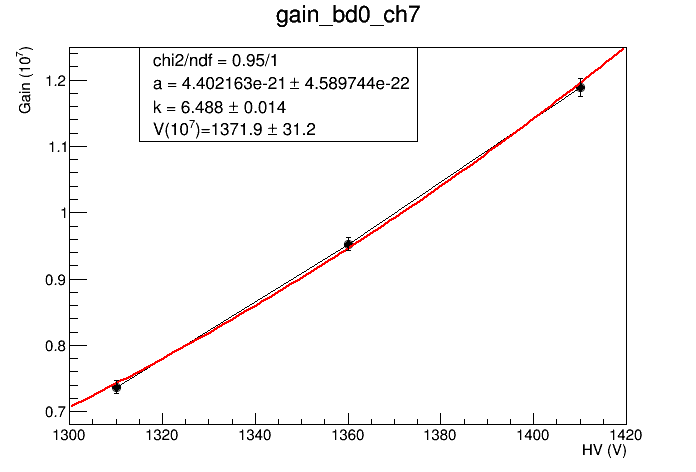 gain_bd0_ch7
Gain (10⁷)
chi2/ndf = 0.95/1
a = 4.402163e-21 ± 4.589744e-22
k = 6.488 ± 0.014
V(10⁷)=1371.9 ± 31.2
1.2
1.1
1
0.9
0.8
0.7
1300 1320 1340 1360 1380 1400 1420
HV (V)